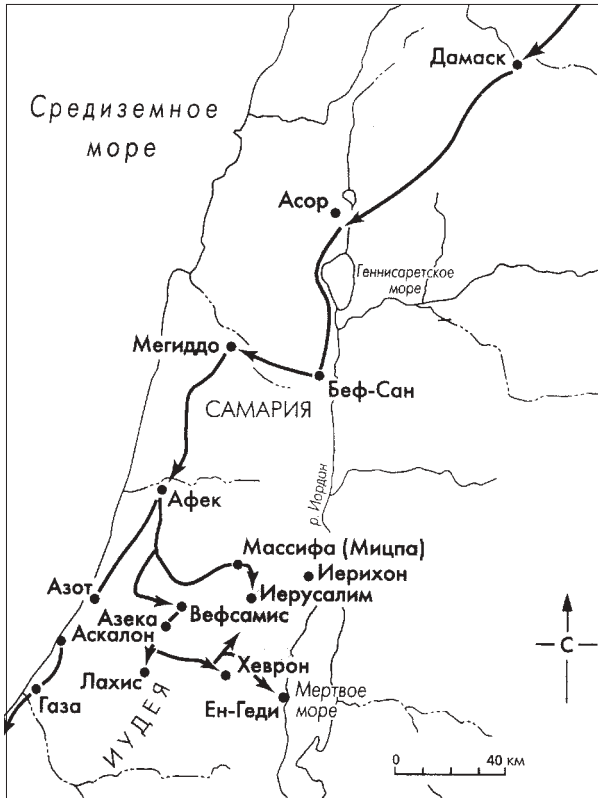 Дамаск
Средиземное
море
Асор
Геннисаретское
море
Мегиддо
Беф-Сан
САМАРИЯ
р. Иордан
Афек
Массифа (Мицпа)
Иерихон
Азот
Иерусалим
Вефсамис
Азека
Аскалон
Хеврон
Лахис
Мертвое
море
Газа
Ен-Геди
ИУДЕЯ
С
0 40 км